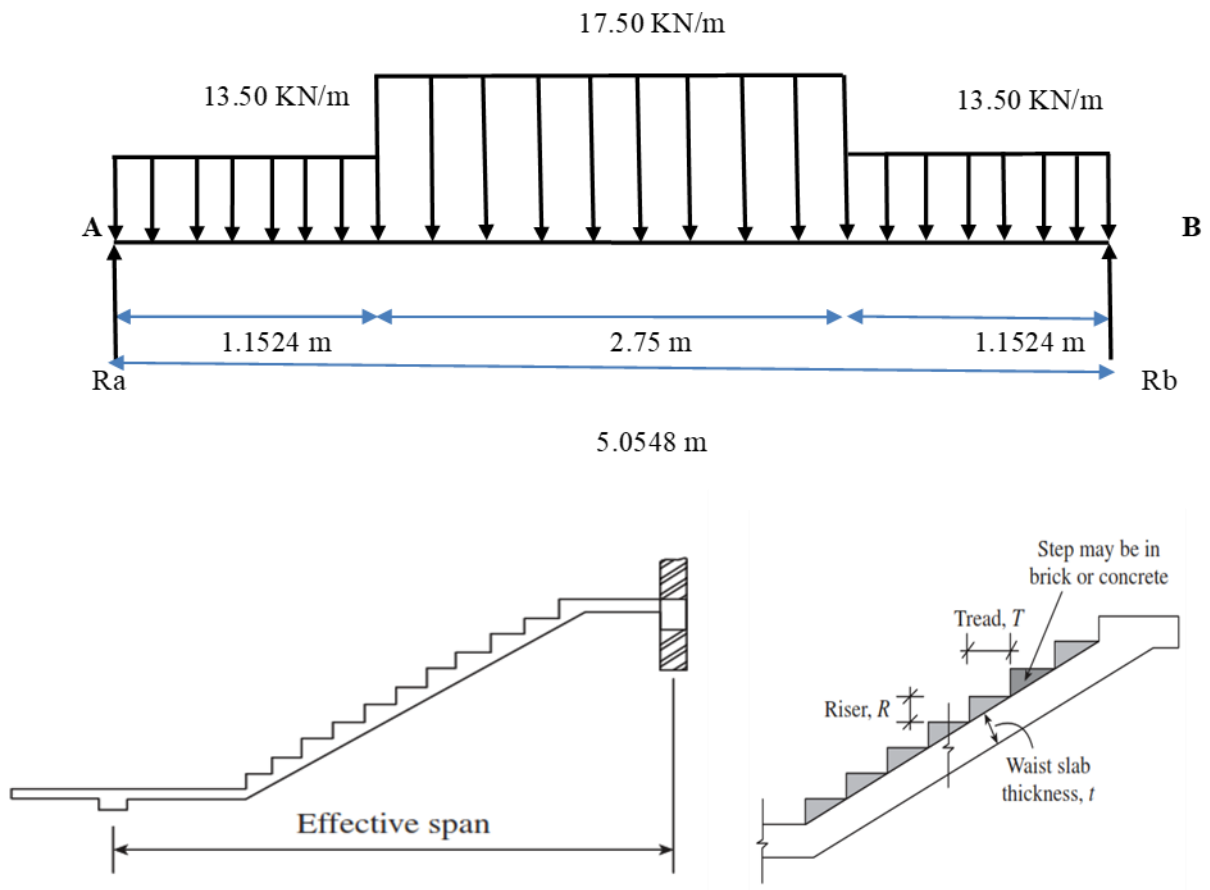 17.50 KN/m
13.50 KN/m
13.50 KN/m
A
B
1.1524 m
2.75 m
1.1524 m
Ra
Rb
5.0548 m
Effective span
Step may be in
brick or concrete
Tread, T
Riser, R
Waist slab
thickness, t